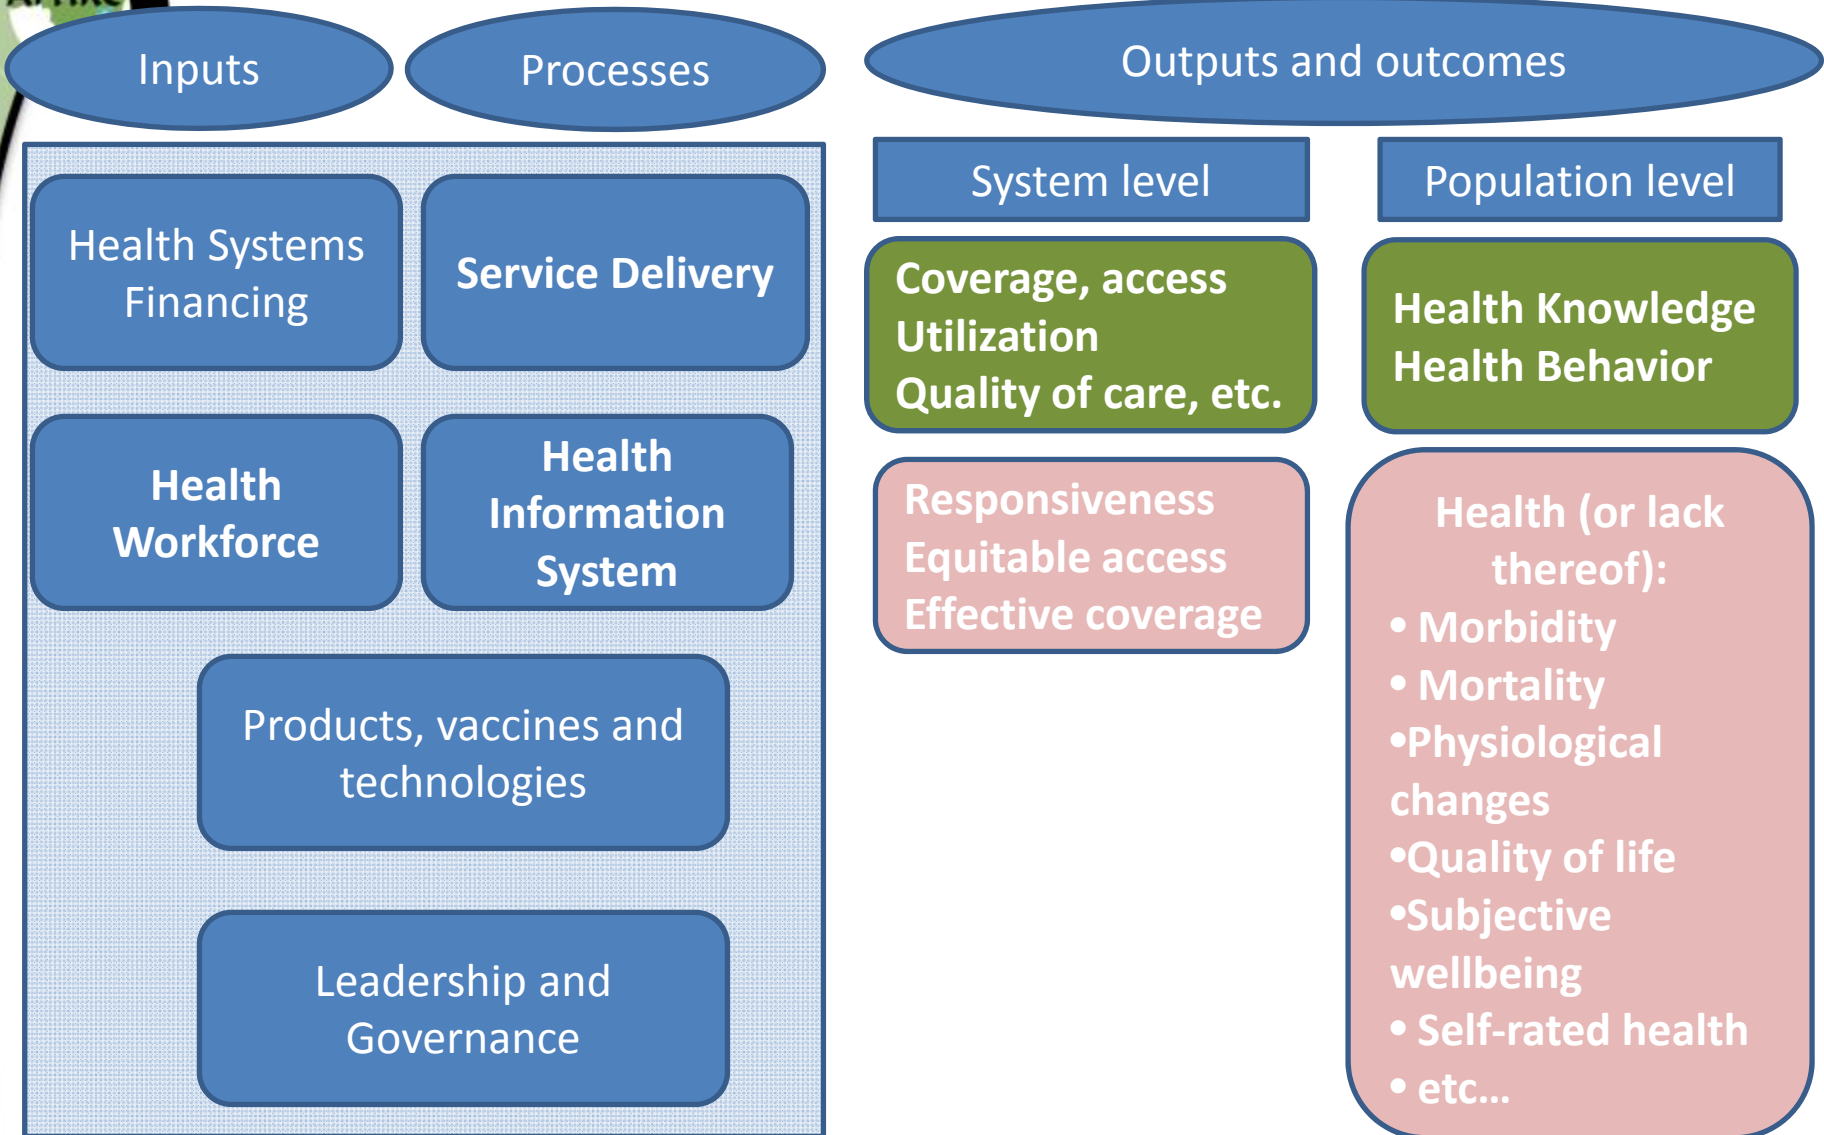 Inputs
Processes
Outputs and outcomes
System level
Population level
Health Systems
Financing
Service Delivery
Health
Workforce
Health
Information
System
Products, vaccines and
technologies
Leadership and
Governance
Coverage, access
Utilization
Quality of care, etc.
Responsiveness
Equitable access
Effective coverage
Health Knowledge
Health Behavior
Health (or lack
thereof):
• Morbidity
• Mortality
•Physiological
changes
•Quality of life
•Subjective
wellbeing
• Self-rated health
• etc...